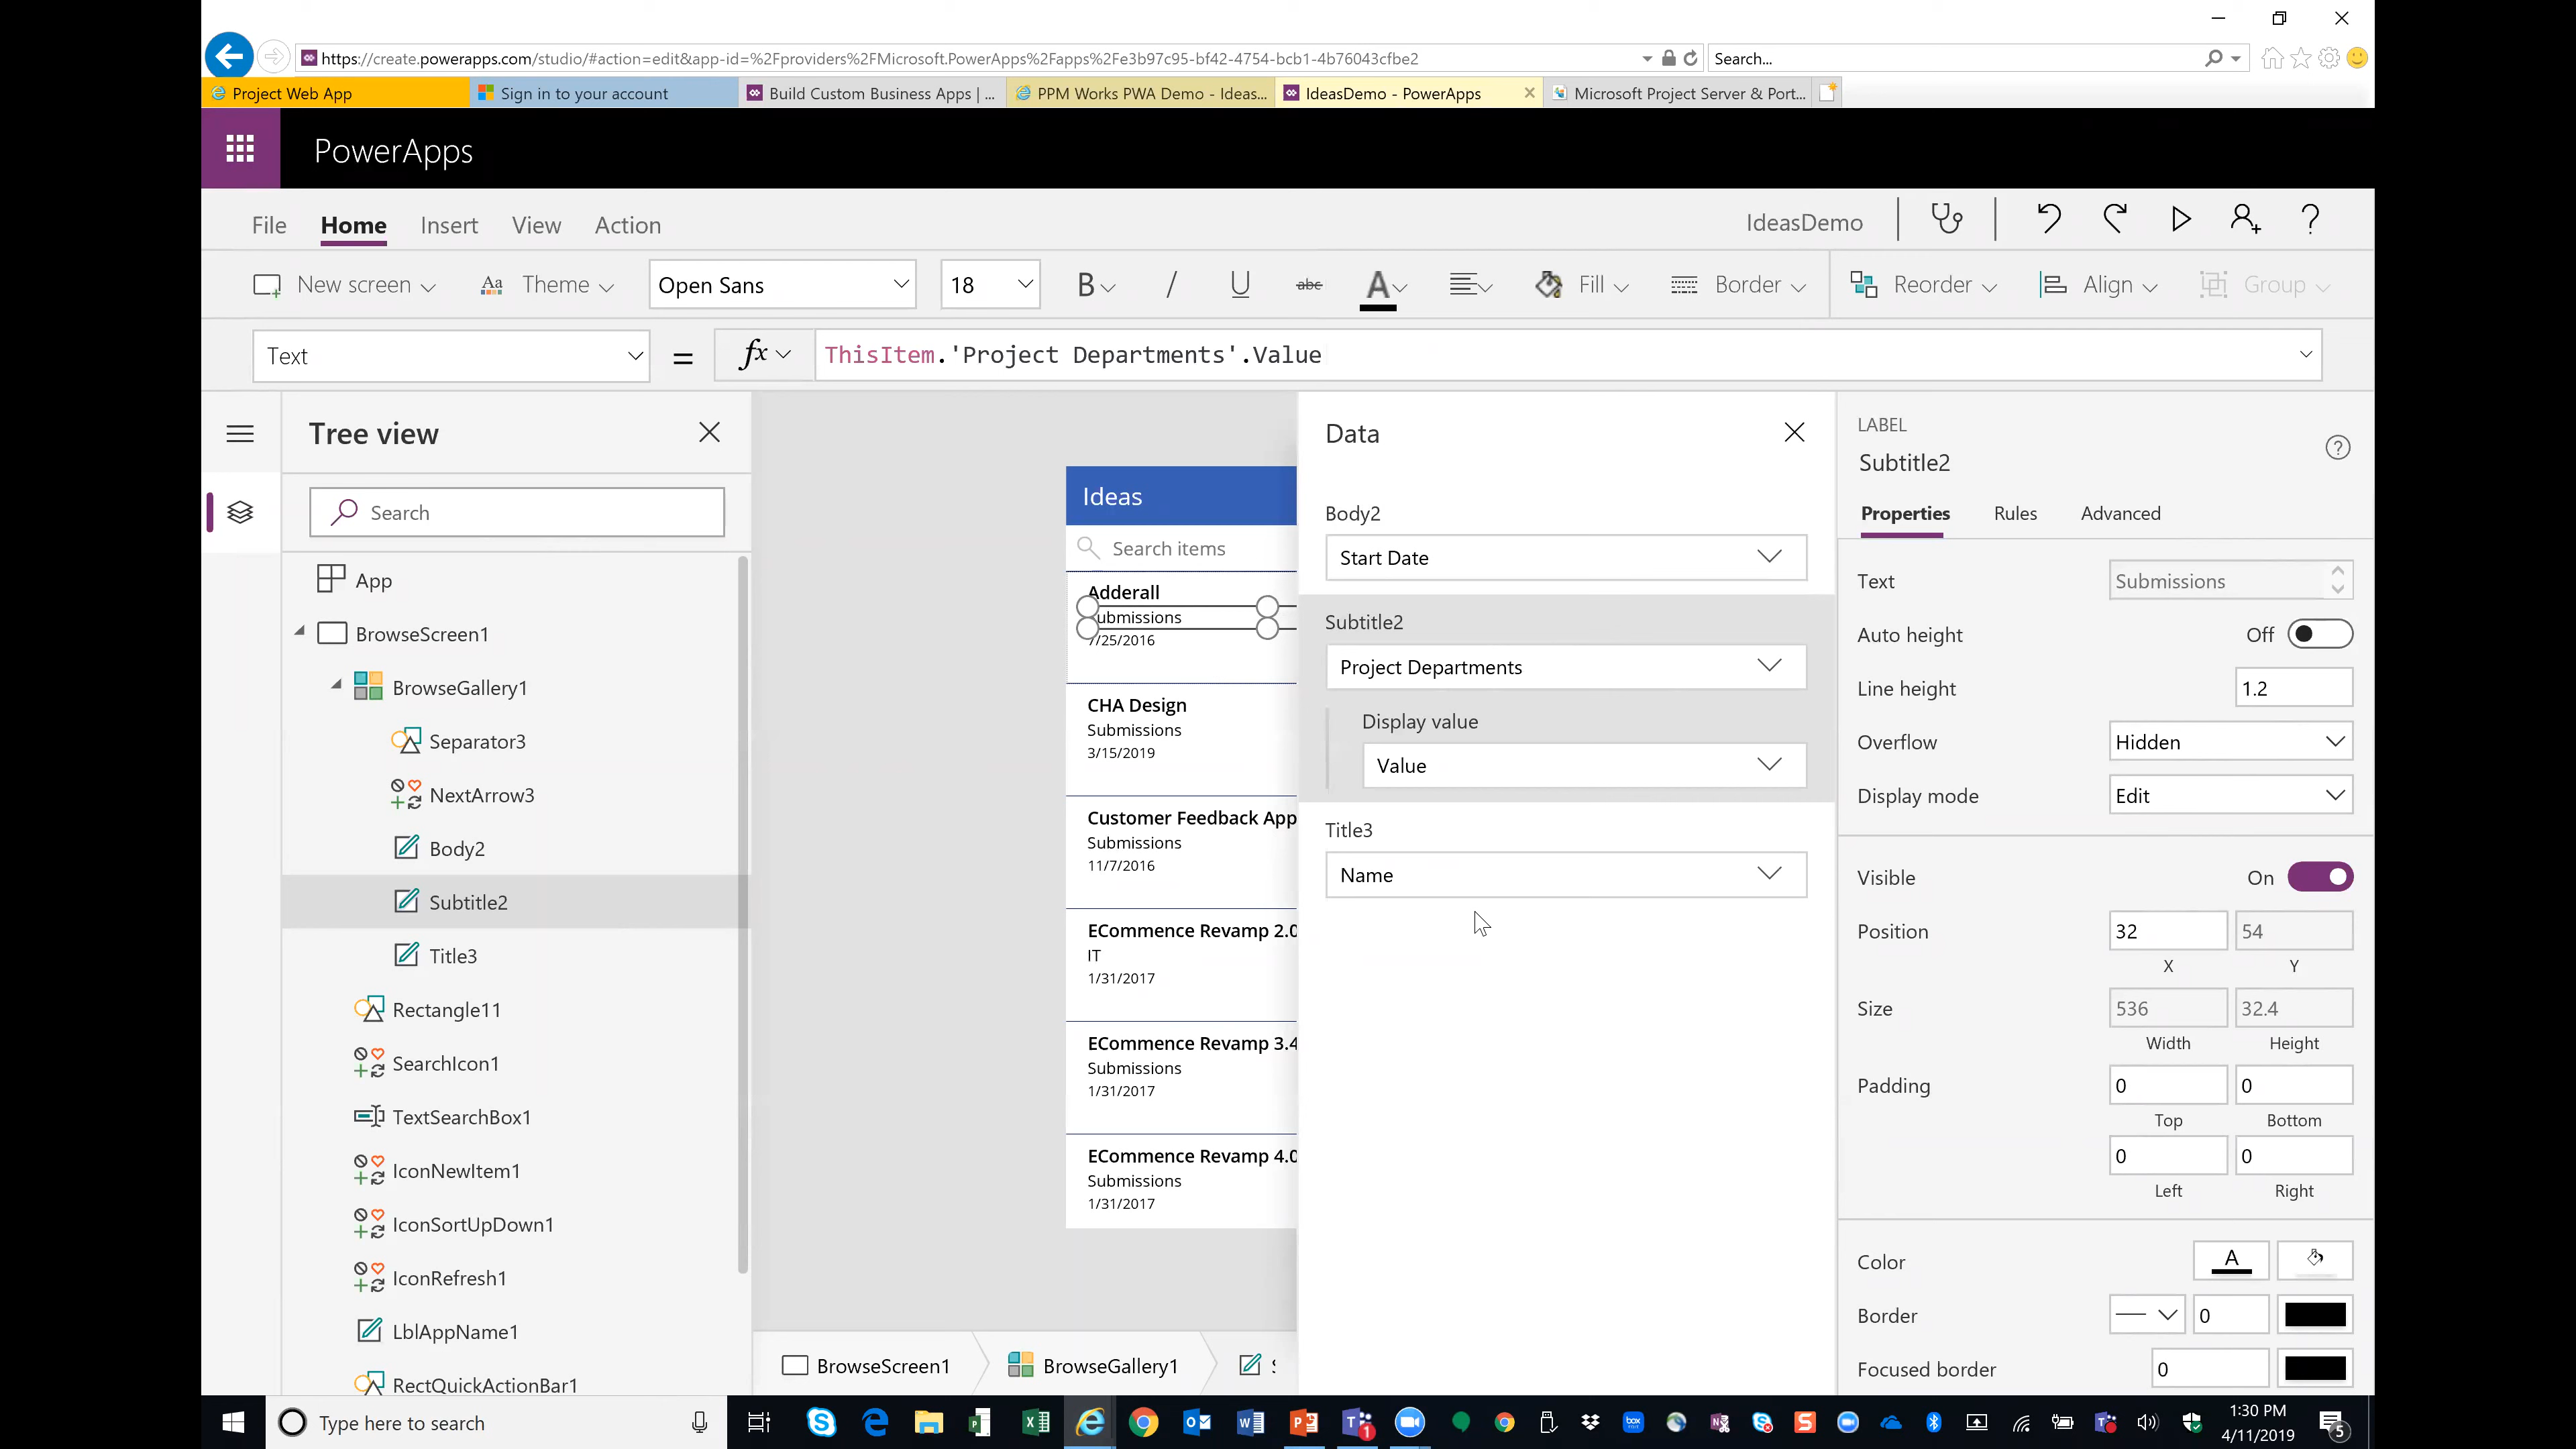 https://create.powerapps.com/studio/#action=edit&app-id=%2Fproviders%2FMicrosoft.PowerApps%2Fapps%2Fe3b97c95-bf42-4754-bcb1-4b76043cfbe2
Search...
Project Web App
Sign in to your account
Build Custom Business Apps | ...
PPM Works PWA Demo - Ideas...
IdeasDemo - PowerApps
Microsoft Project Server & Port...
PowerApps
File Home Insert View Action
IdeasDemo
New screen
Aa Theme
Open Sans
18
B / U abc A
Fill
Border
Reorder
Align
Group
Text
= fx
ThisItem.'Project Departments'.Value
Tree view
Search
App
BrowseScreen1
BrowseGallery1
Separator3
NextArrow3
Body2
Subtitle2
Title3
Rectangle11
SearchIcon1
TextSearchBox1
IconNewItem1
IconSortUpDown1
IconRefresh1
LblAppName1
RectQuickActionBar1
Ideas
Search items
Adderall
Submissions
7/25/2016
CHA Design
Submissions
3/15/2019
Customer Feedback App
Submissions
11/7/2016
ECommence Revamp 2.0
IT
1/31/2017
ECommence Revamp 3.4
Submissions
1/31/2017
ECommence Revamp 4.0
Submissions
1/31/2017
BrowseScreen1
BrowseGallery1
Data
Body2
Start Date
Subtitle2
Project Departments
Display value
Value
Title3
Name
LABEL
Subtitle2
Properties Rules Advanced
Text Submissions
Auto height Off
Line height 1.2
Overflow Hidden
Display mode Edit
Visible On
Position 32 54
X Y
Size 536 32.4
Width Height
Padding 0 0
Top Bottom
0 0
Left Right
Color A
Border 0
Focused border 0
Type here to search
1:30 PM
4/11/2019
5